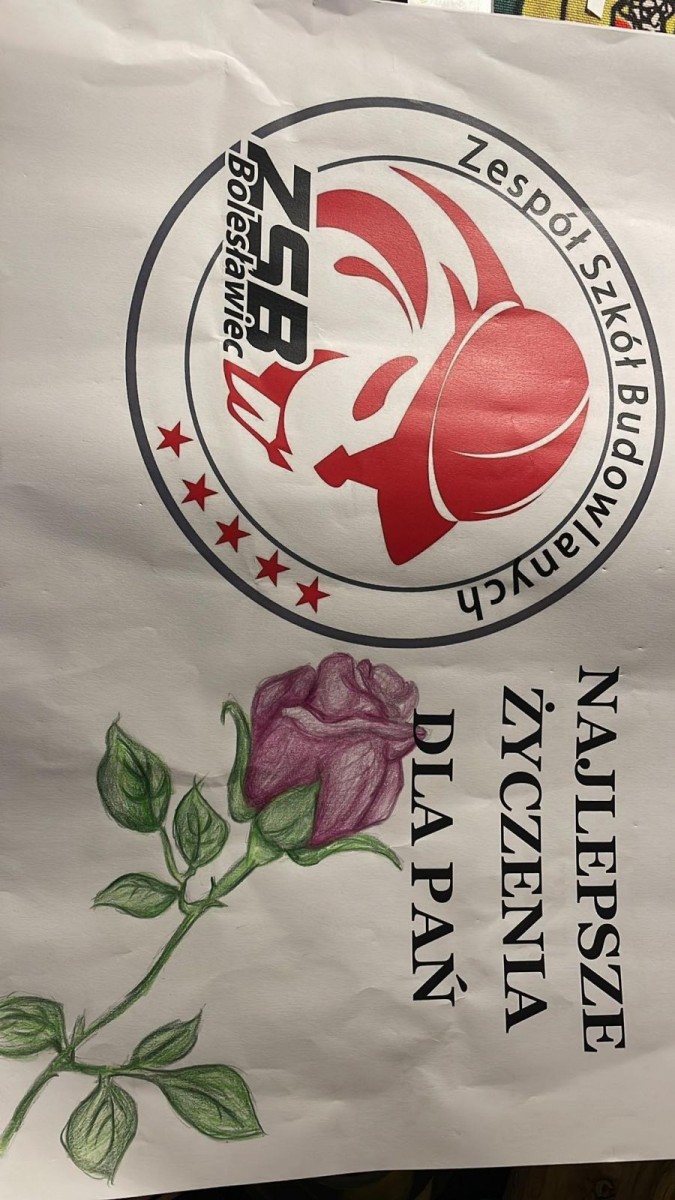 Zespół Szkół Budowlanych
ZSB
Bolesławiec
NAJLEPSZE
ŻYCZENIA
DLA PAŃ